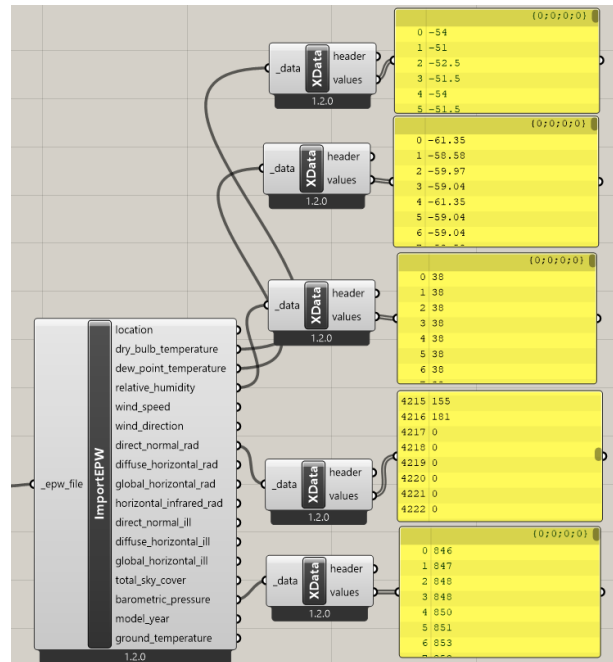 {0;0;0;0}
0 -54
1 -51
2 -52.5
3 -51.5
4 -54
5 -51.5
_data
XData
header
values
1.2.0
{0;0;0;0}
0 -61.35
1 -58.58
2 -59.97
3 -59.04
4 -61.35
5 -59.04
6 -59.04
_data
XData
header
values
1.2.0
{0;0;0;0}
0 38
1 38
2 38
3 38
4 38
5 38
6 38
_data
XData
header
values
1.2.0
_epw_file
ImportEPW
location
dry_bulb_temperature
dew_point_temperature
relative_humidity
wind_speed
wind_direction
direct_normal_rad
diffuse_horizontal_rad
global_horizontal_rad
horizontal_infrared_rad
direct_normal_ill
diffuse_horizontal_ill
global_horizontal_ill
total_sky_cover
barometric_pressure
model_year
ground_temperature
1.2.0
4215 155
4216 181
4217 0
4218 0
4219 0
4220 0
4221 0
4222 0
_data
XData
header
values
1.2.0
{0;0;0;0}
0 846
1 847
2 848
3 848
4 850
5 851
6 853
_data
XData
header
values
1.2.0